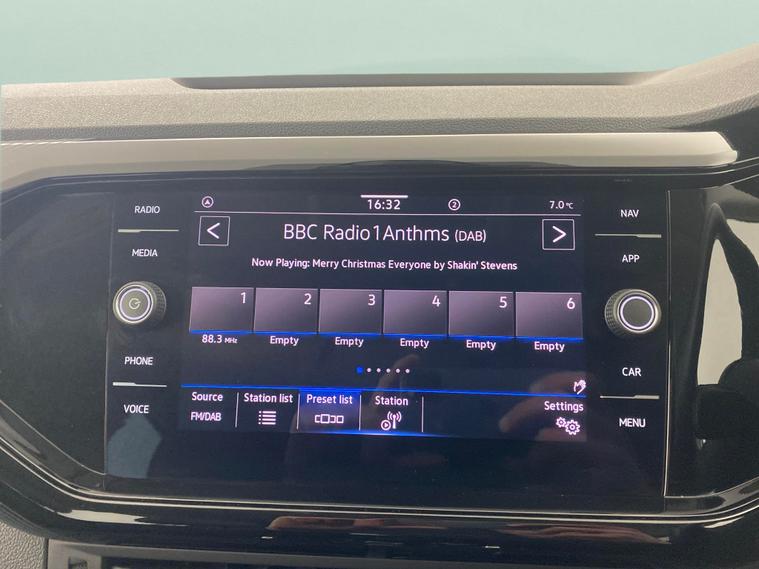 RADIO
MEDIA
PHONE
VOICE
16:32
2
7.0 °C
<
BBC Radio 1 Anthms (DAB)
>
Now Playing: Merry Christmas Everyone by Shakin' Stevens
1 2 3 4 5 6
88.3 MHz Empty Empty Empty Empty Empty
Source Station list Preset list Station Settings
FM/DAB
NAV
APP
CAR
MENU